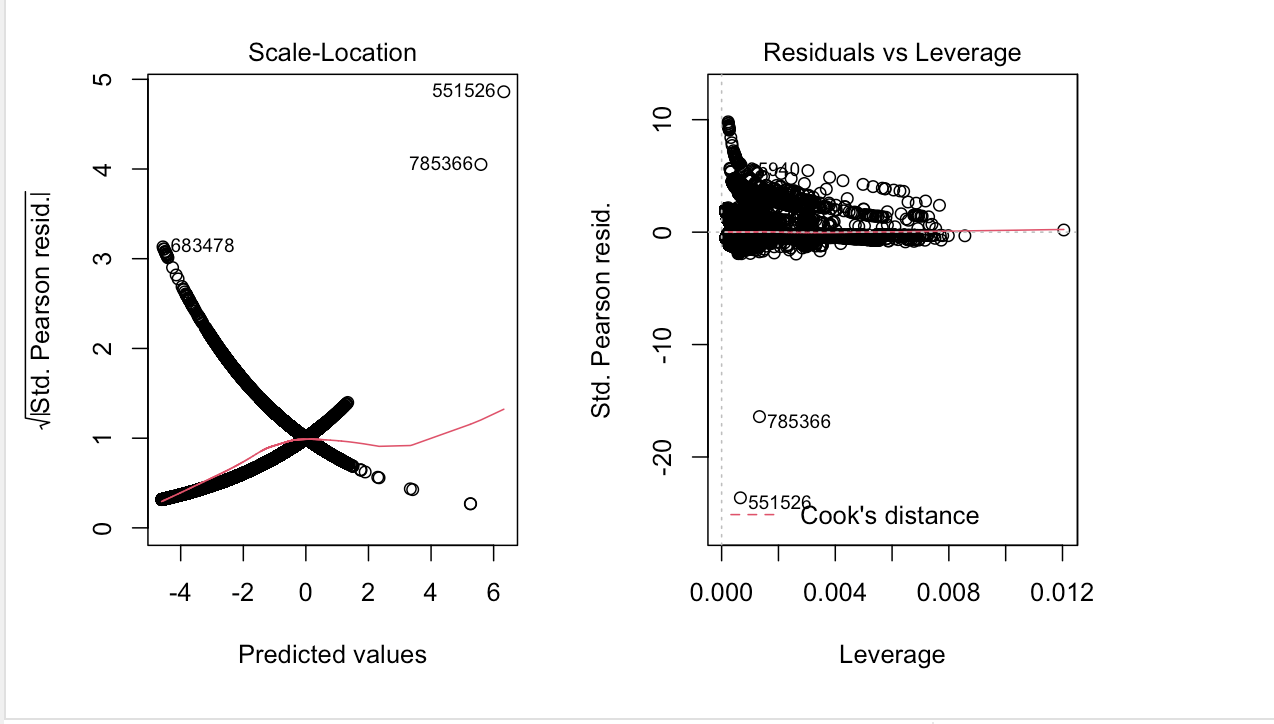 Scale-Location
5
4
3
2
1
0
551526
785366
683478
√|Std. Pearson resid.|
-4 -2 0 2 4 6
Predicted values
Residuals vs Leverage
10
0
-10
-20
5940
785366
551526
Cook's distance
Std. Pearson resid.
0.000 0.004 0.008 0.012
Leverage